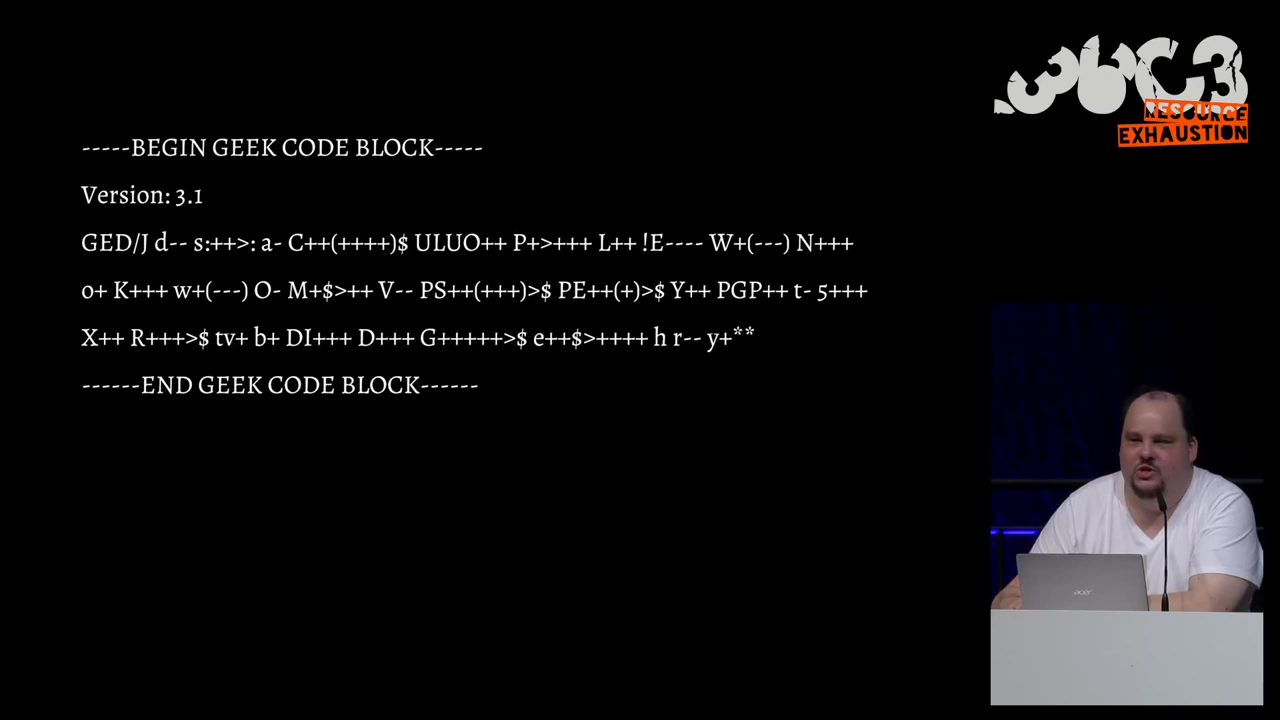 36C3
RESOURCE
EXHAUSTION
-----BEGIN GEEK CODE BLOCK-----
Version: 3.1
GED/J d-- s:++>: a- C++(++++)$ ULUO++ P+>+++ L++ !E---- W+(---) N+++
o+ K+++ w+(---) O- M+$>++ V-- PS++(+++)>$ PE++(+)>$ Y++ PGP++ t- 5+++
X++ R+++>$ tv+ b+ DI+++ D+++ G+++++>$ e++$>++++ h r-- y+**
------END GEEK CODE BLOCK------
acer